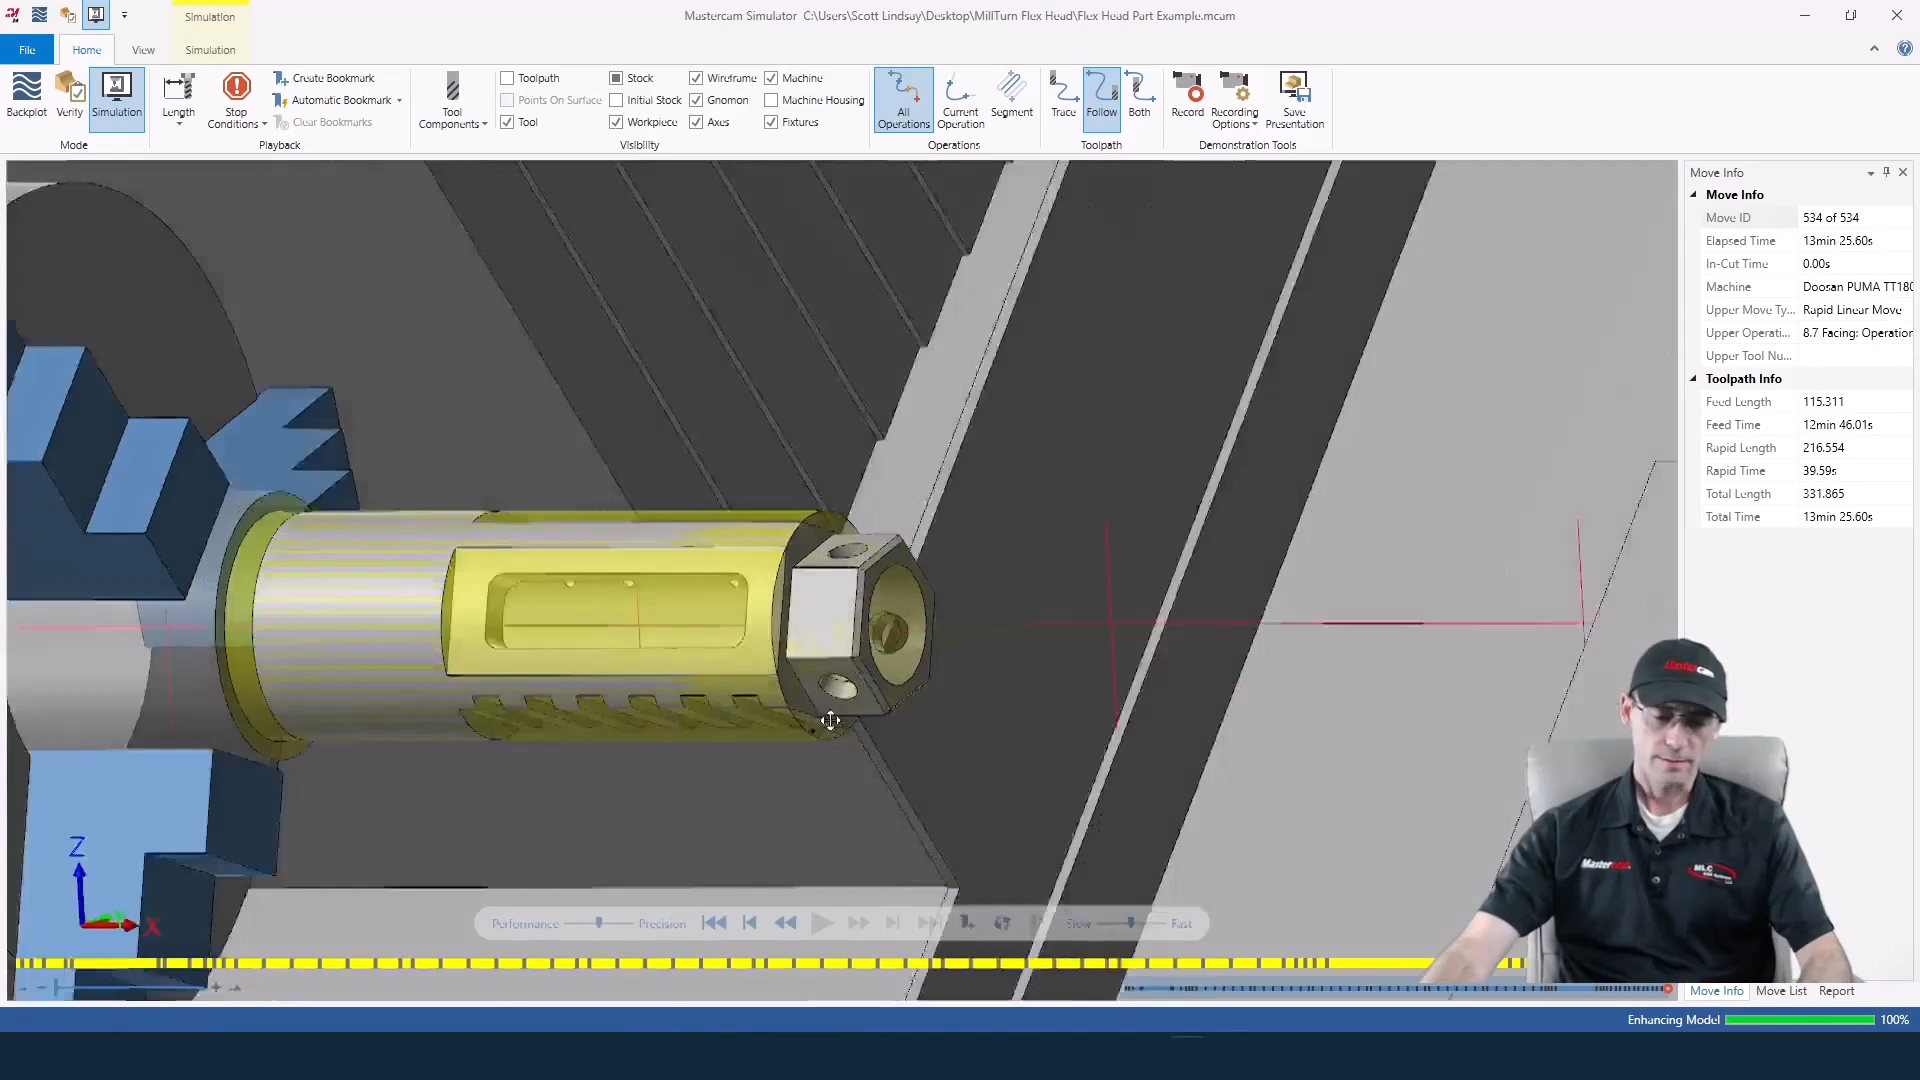 Simulation
Mastercam Simulator C:\Users\Scott Lindsay\Desktop\MillTurn Flex Head\Flex Head Part Example.mcam
File
Home
View
Simulation
Backplot
Verify
Simulation
Mode
Length
Stop Conditions
Create Bookmark
Automatic Bookmark
Clear Bookmarks
Playback
Tool Components
Toolpath
Points On Surface
Tool
Stock
Initial Stock
Workpiece
Wireframe
Gnomon
Axes
Machine
Machine Housing
Fixtures
Visibility
All Operations
Current Operation
Segment
Operations
Trace
Follow
Both
Toolpath
Record
Recording Options
Save Presentation
Demonstration Tools
Move Info
Move Info
Move ID 534 of 534
Elapsed Time 13min 25.60s
In-Cut Time 0.00s
Machine Doosan PUMA TT180
Upper Move Ty... Rapid Linear Move
Upper Operati... 8.7 Facing: Operation
Upper Tool Nu...
Toolpath Info
Feed Length 115.311
Feed Time 12min 46.01s
Rapid Length 216.554
Rapid Time 39.59s
Total Length 331.865
Total Time 13min 25.60s
Z
X
Performance
Precision
Slow
Fast
Mastercam
MLC
Move Info
Move List
Report
Enhancing Model 100%